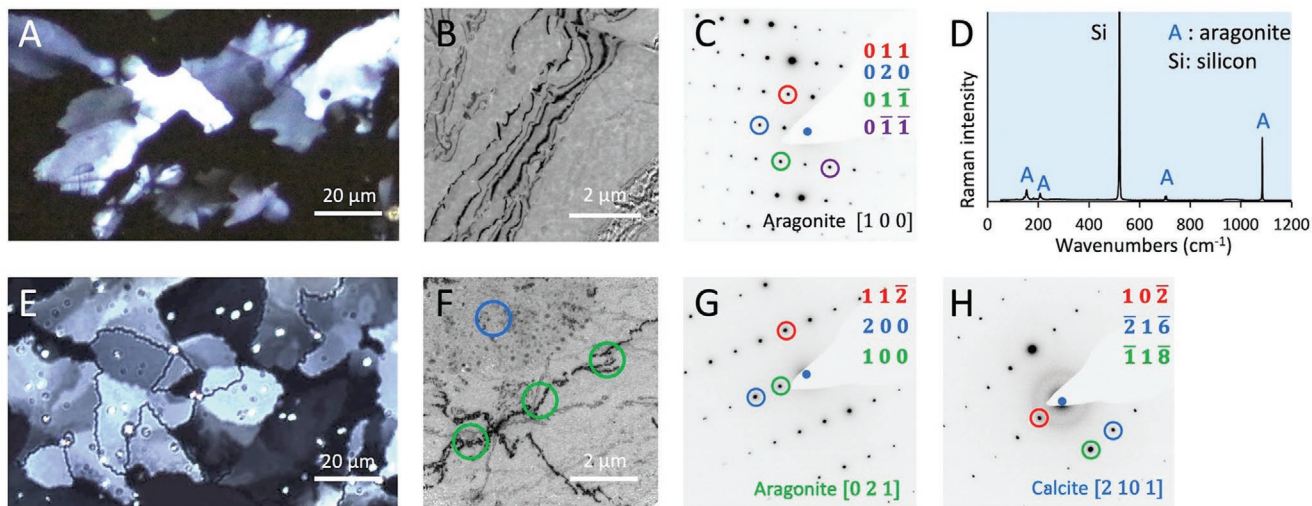 A
20 µm
B
2 µm
C
0 1 1
0 2 0
0 1 1̅
0 1̅ 1̅
Aragonite [1 0 0]
D
Si
A : aragonite
Si: silicon
A
A
A
A
Raman intensity
0 200 400 600 800 1000 1200
Wavenumbers (cm⁻¹)
E
20 µm
F
2 µm
G
1 1 2̅
2 0 0
1 0 0
Aragonite [0 2 1]
H
1 0 2̅
2̅ 1 6̅
1̅ 1 8̅
Calcite [2 10 1]